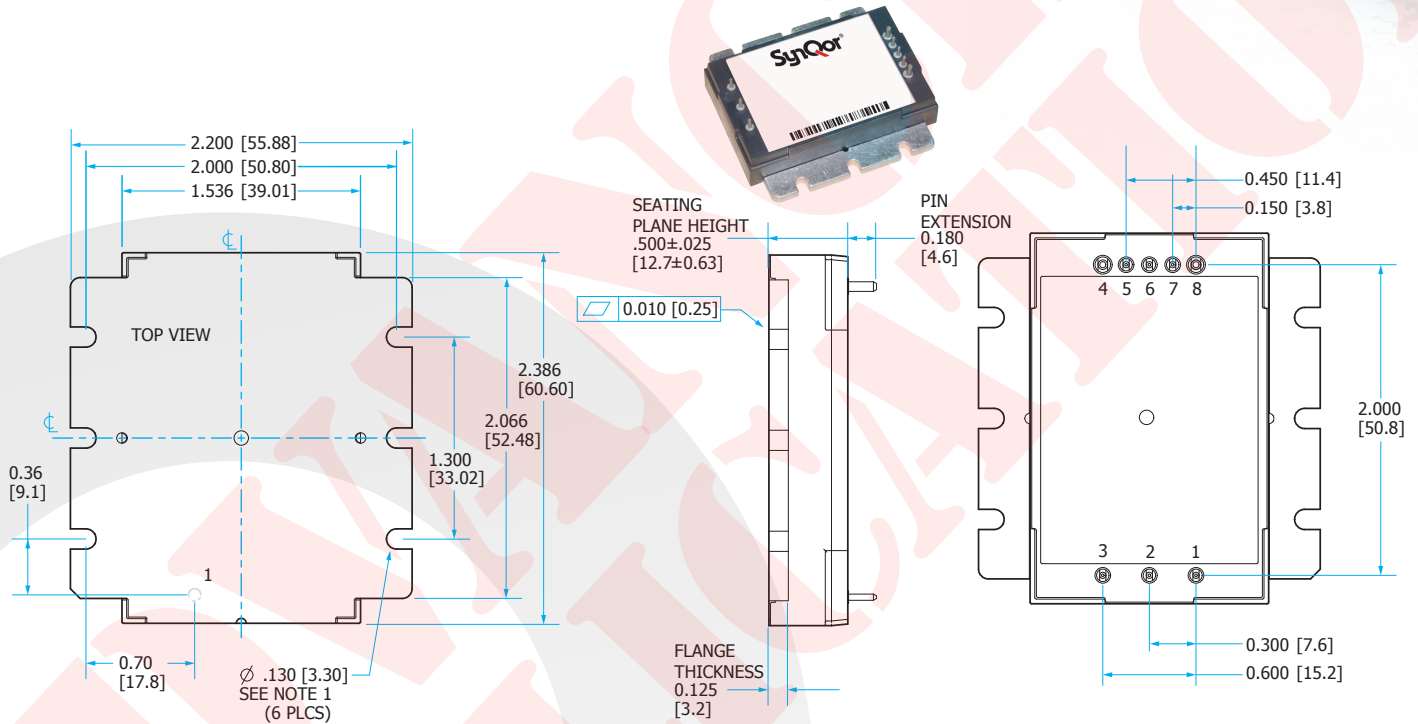 SynQor®
2.200 [55.88]
2.000 [50.80]
1.536 [39.01]
℄
℄
TOP VIEW
2.386
[60.60]
2.066
[52.48]
1.300
[33.02]
0.36
[9.1]
1
0.70
[17.8]
Ø .130 [3.30]
SEE NOTE 1
(6 PLCS)
SEATING
PLANE HEIGHT
.500±.025
[12.7±0.63]
PIN
EXTENSION
0.180
[4.6]
▱ 0.010 [0.25]
FLANGE
THICKNESS
0.125
[3.2]
0.450 [11.4]
0.150 [3.8]
4 5 6 7 8
2.000
[50.8]
3 2 1
0.300 [7.6]
0.600 [15.2]